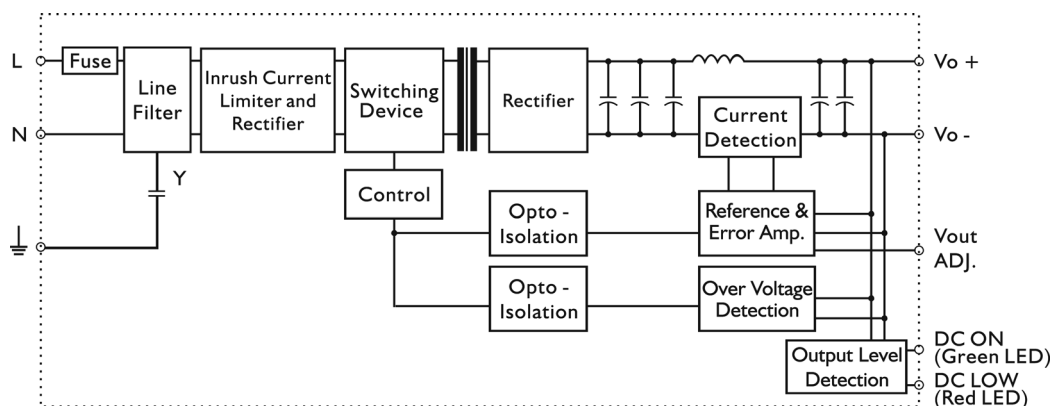 L
Fuse
Line
Filter
Inrush Current
Limiter and
Rectifier
Switching
Device
Rectifier
Vo +
N
Current
Detection
Vo -
Y
Control
Opto -
Isolation
Reference &
Error Amp.
Vout
ADJ.
Opto -
Isolation
Over Voltage
Detection
Output Level
Detection
DC ON
(Green LED)
DC LOW
(Red LED)